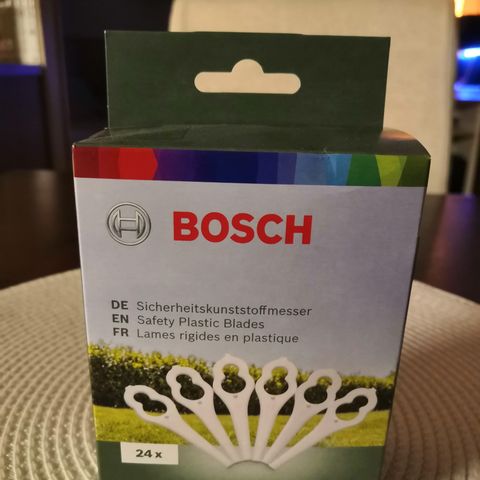 BOSCH
DE Sicherheitskunststoffmesser
EN Safety Plastic Blades
FR Lames rigides en plastique
24 x